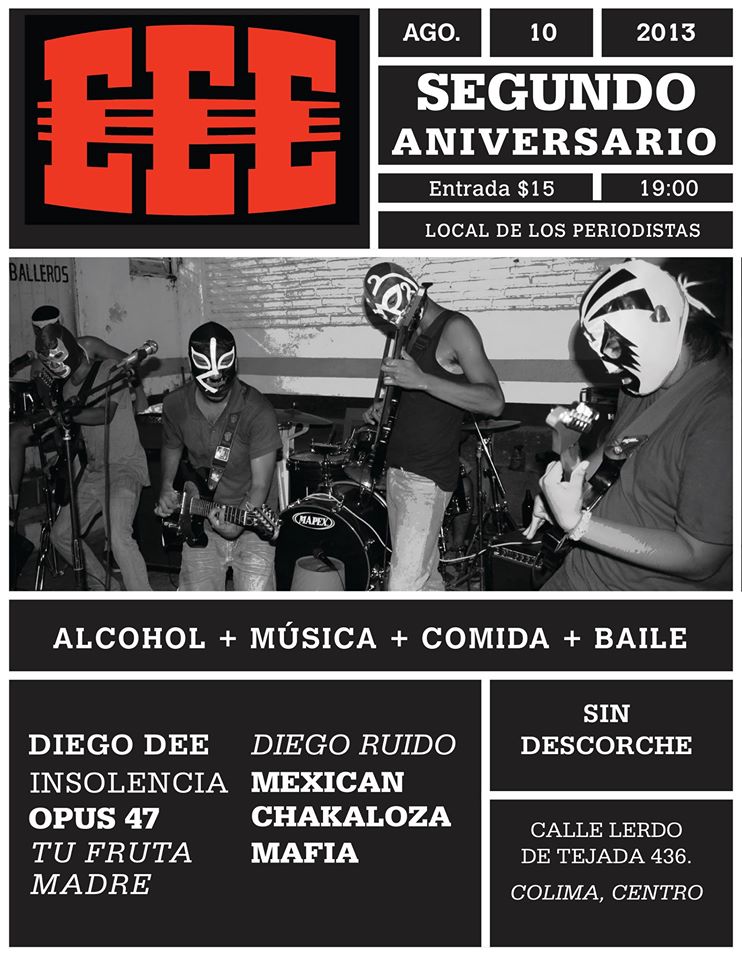 EEE
AGO.
10
2013
SEGUNDO
ANIVERSARIO
Entrada $15
19:00
LOCAL DE LOS PERIODISTAS
BALLEROS
MAPEX
ALCOHOL + MÚSICA + COMIDA + BAILE
DIEGO DEE
INSOLENCIA
OPUS 47
TU FRUTA
MADRE
DIEGO RUIDO
MEXICAN
CHAKALOZA
MAFIA
SIN
DESCORCHE
CALLE LERDO
DE TEJADA 436.
COLIMA, CENTRO